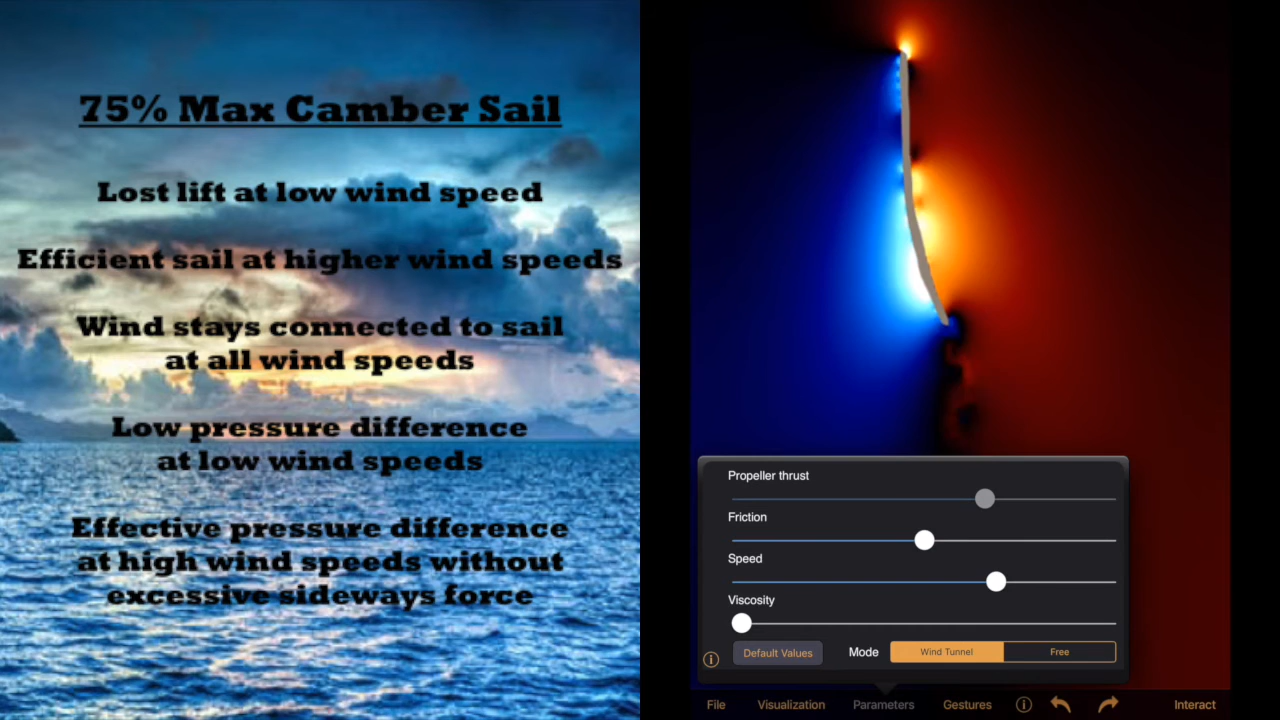 75% Max Camber Sail
Lost lift at low wind speed
Efficient sail at higher wind speeds
Wind stays connected to sail
at all wind speeds
Low pressure difference
at low wind speeds
Effective pressure difference
at high wind speeds without
excessive sideways force
Propeller thrust
Friction
Speed
Viscosity
Default Values
Mode
Wind Tunnel
Free
File
Visualization
Parameters
Gestures
Interact